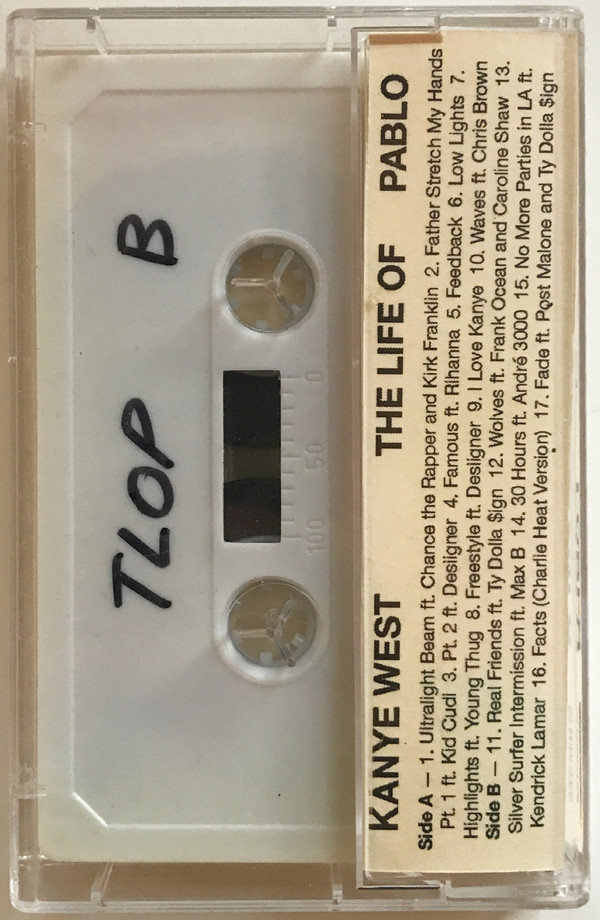 TLOP B
0
50
100
KANYE WEST THE LIFE OF PABLO
Side A — 1. Ultralight Beam ft. Chance the Rapper and Kirk Franklin 2. Father Stretch My Hands
Pt. 1 ft. Kid Cudi 3. Pt. 2 ft. Desiigner 4. Famous ft. Rihanna 5. Feedback 6. Low Lights 7.
Highlights ft. Young Thug 8. Freestyle ft. Desiigner 9. I Love Kanye 10. Waves ft. Chris Brown
Side B — 11. Real Friends ft. Ty Dolla $ign 12. Wolves ft. Frank Ocean and Caroline Shaw 13.
Silver Surfer Intermission ft. Max B 14. 30 Hours ft. André 3000 15. No More Parties in LA ft.
Kendrick Lamar 16. Facts (Charlie Heat Version) 17. Fade ft. Post Malone and Ty Dolla $ign